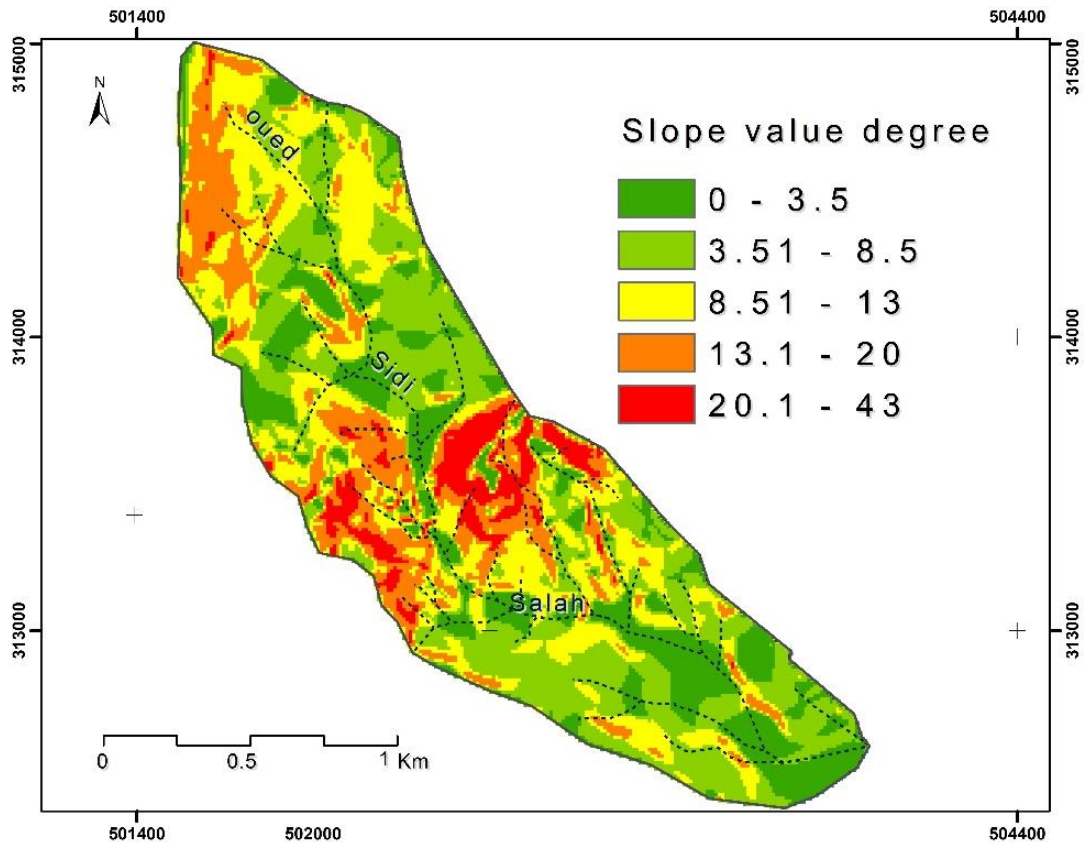 501400 504400
315000 315000
N
oued
Slope value degree
0 - 3.5
3.51 - 8.5
8.51 - 13
13.1 - 20
20.1 - 43
314000 314000
Sidi
Salah
313000 313000
0 0.5 1 Km
501400 502000 504400